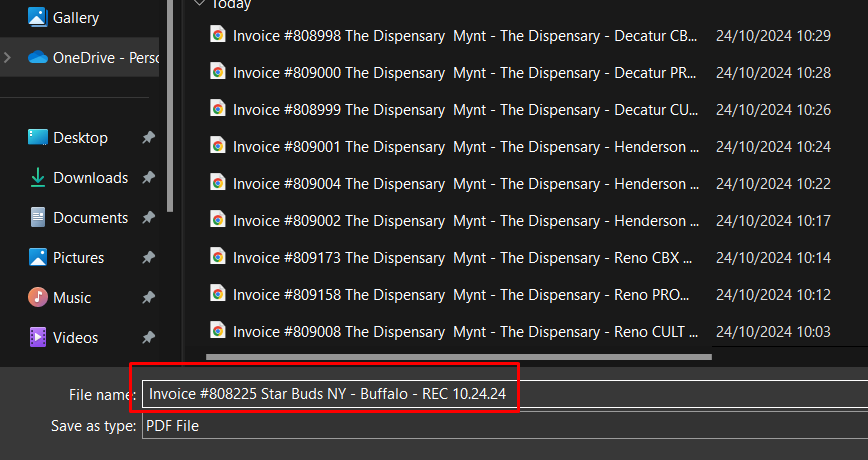 Today
Gallery
OneDrive - Perso
Desktop
Downloads
Documents
Pictures
Music
Videos
Invoice #808998 The Dispensary  Mynt - The Dispensary - Decatur CB... 24/10/2024 10:29
Invoice #809000 The Dispensary  Mynt - The Dispensary - Decatur PR... 24/10/2024 10:28
Invoice #808999 The Dispensary  Mynt - The Dispensary - Decatur CU... 24/10/2024 10:26
Invoice #809001 The Dispensary  Mynt - The Dispensary - Henderson ... 24/10/2024 10:24
Invoice #809004 The Dispensary  Mynt - The Dispensary - Henderson ... 24/10/2024 10:22
Invoice #809002 The Dispensary  Mynt - The Dispensary - Henderson ... 24/10/2024 10:17
Invoice #809173 The Dispensary  Mynt - The Dispensary - Reno CBX ... 24/10/2024 10:14
Invoice #809158 The Dispensary  Mynt - The Dispensary - Reno PRO... 24/10/2024 10:12
Invoice #809008 The Dispensary  Mynt - The Dispensary - Reno CULT ... 24/10/2024 10:03
File name: Invoice #808225 Star Buds NY - Buffalo - REC 10.24.24
Save as type: PDF File